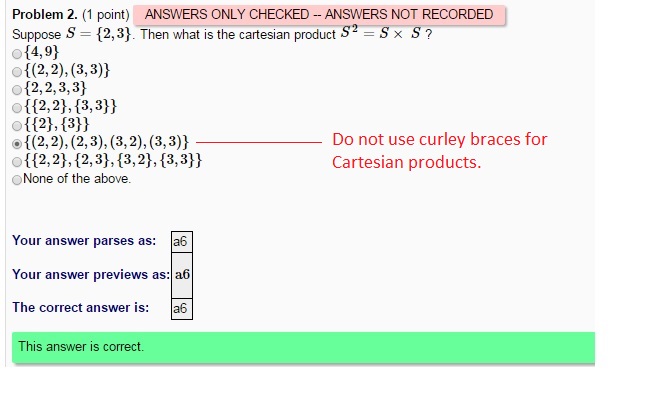 Problem 2. (1 point) ANSWERS ONLY CHECKED -- ANSWERS NOT RECORDED
Suppose S = {2,3}. Then what is the cartesian product S² = S × S ?
{4,9}
{(2,2),(3,3)}
{2,2,3,3}
{{2,2},{3,3}}
{{2},{3}}
{(2,2),(2,3),(3,2),(3,3)}
Do not use curley braces for
Cartesian products.
{{2,2},{2,3},{3,2},{3,3}}
None of the above.
Your answer parses as: a6
Your answer previews as: a6
The correct answer is: a6
This answer is correct.